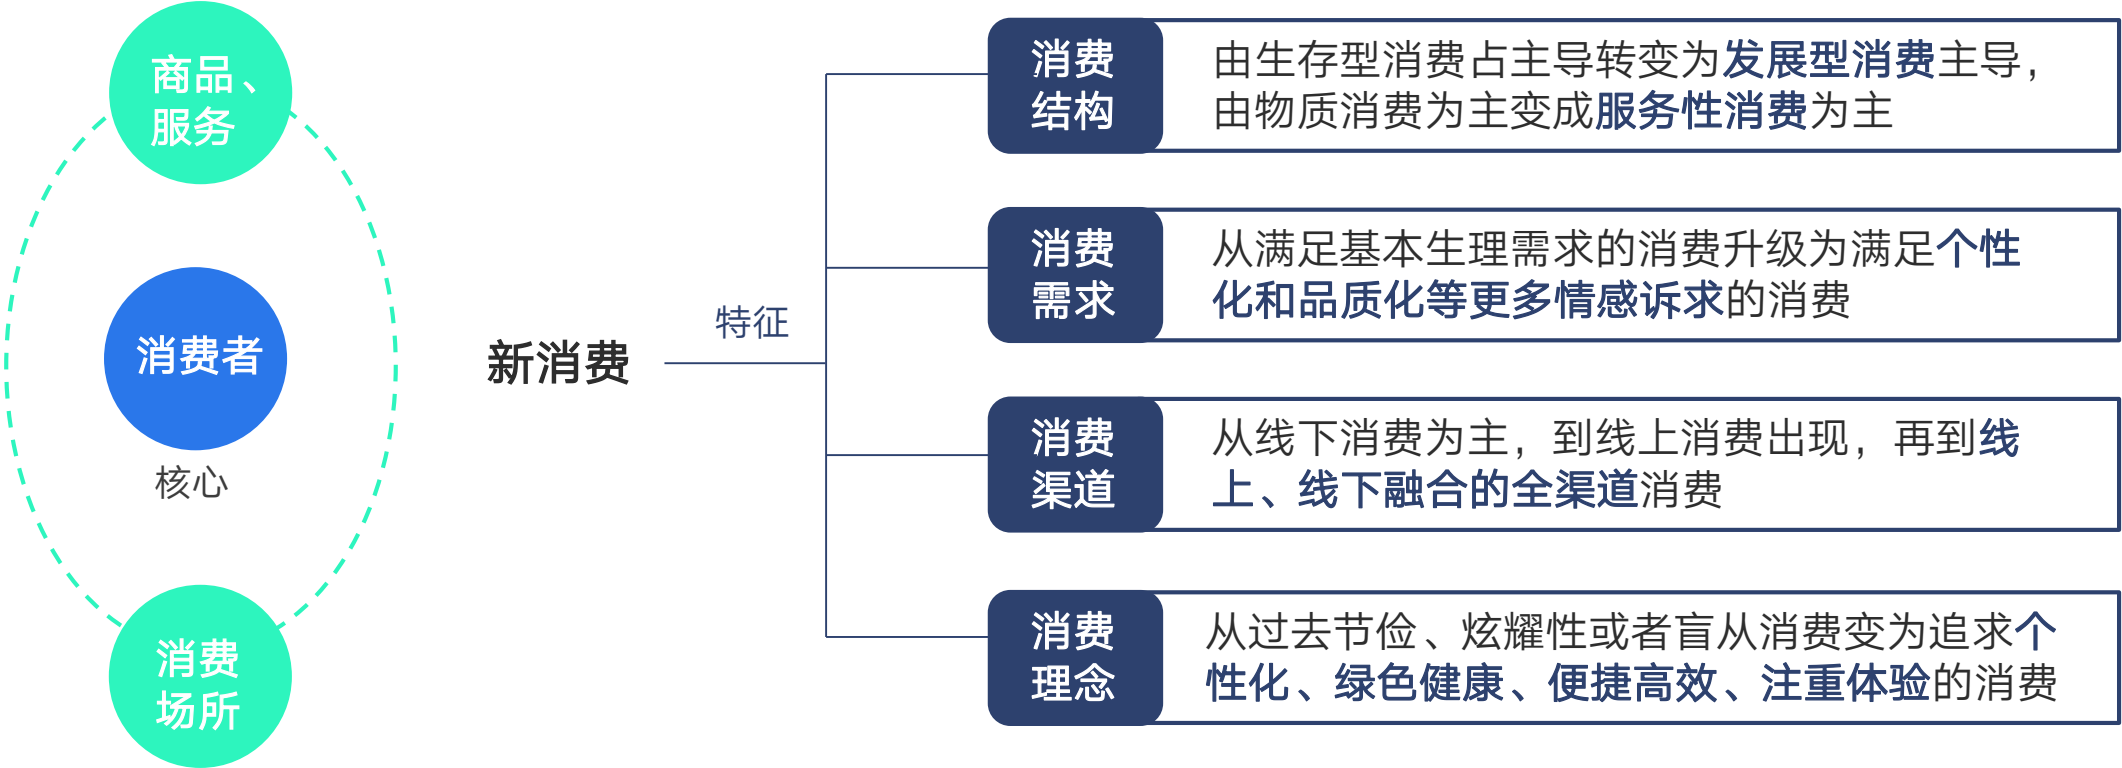 商品、
服务
消费者
核心
消费
场所
新消费
特征
消费
结构
由生存型消费占主导转变为发展型消费主导，
由物质消费为主变成服务性消费为主
消费
需求
从满足基本生理需求的消费升级为满足个性
化和品质化等更多情感诉求的消费
消费
渠道
从线下消费为主，到线上消费出现，再到线
上、线下融合的全渠道消费
消费
理念
从过去节俭、炫耀性或者盲从消费变为追求个
性化、绿色健康、便捷高效、注重体验的消费